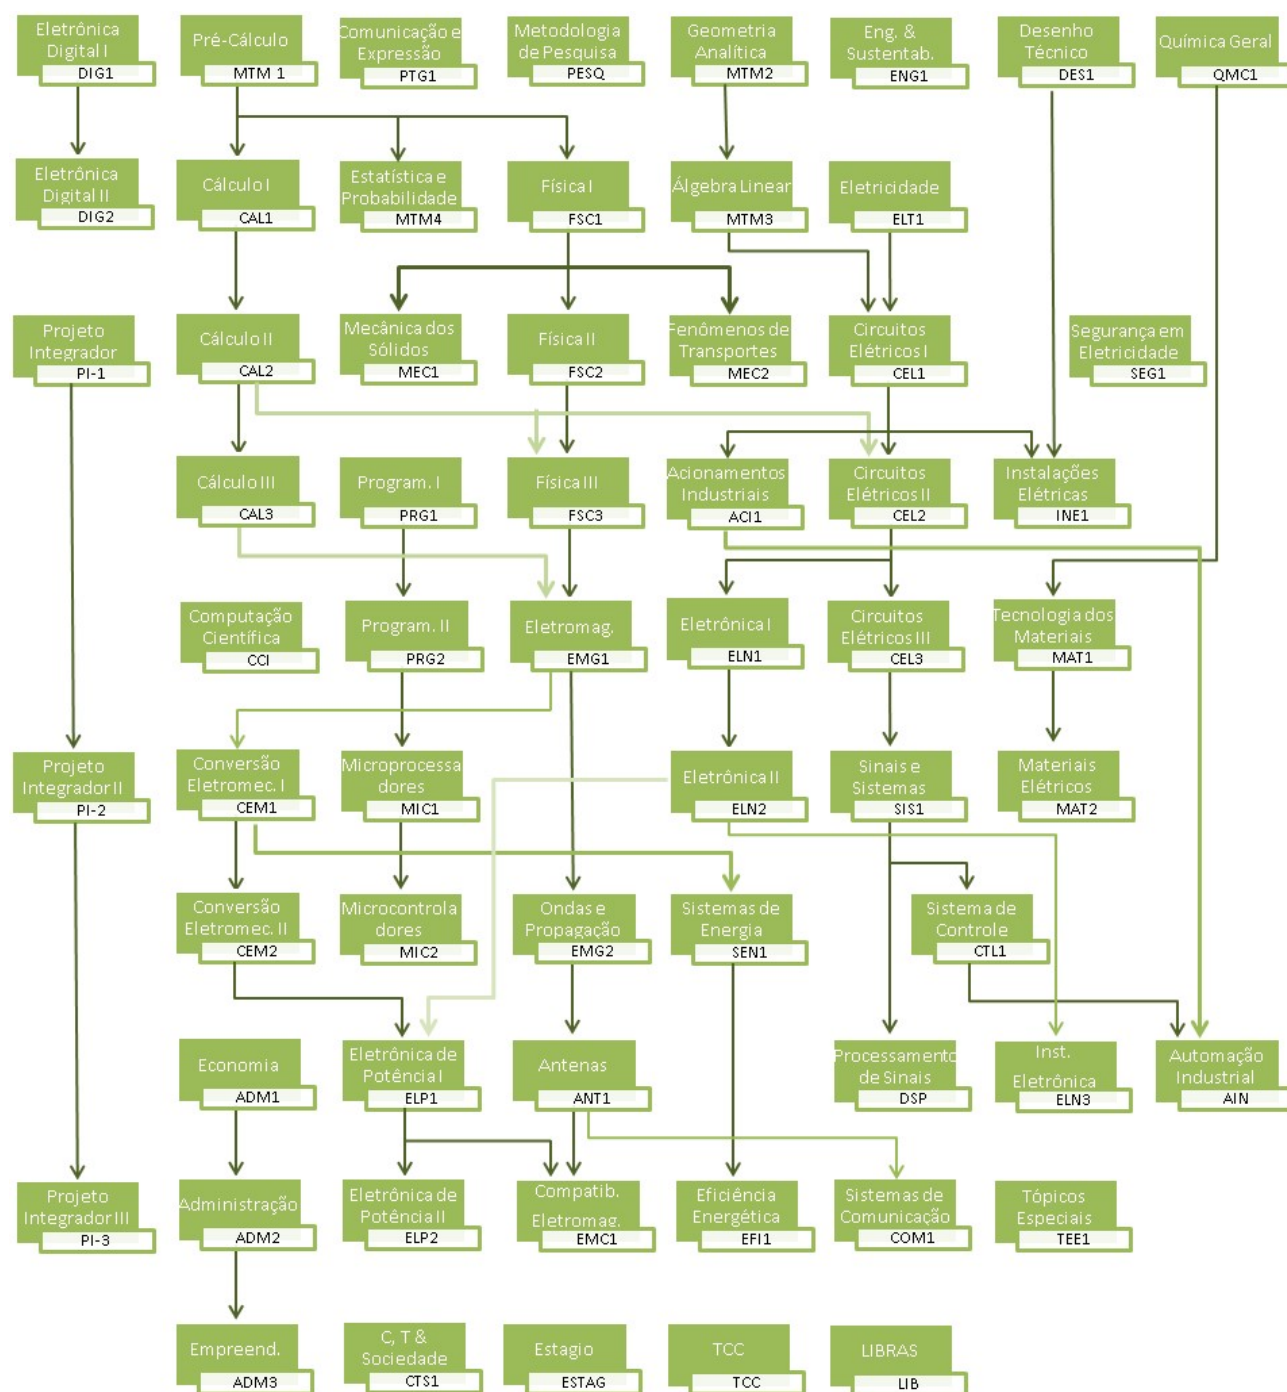 Eletrônica
Digital I
DIG1
Pré-Cálculo
MTM 1
Comunicação e
Expressão
PTG1
Metodologia
de Pesquisa
PESQ
Geometria
Analítica
MTM2
Eng. &
Sustentab.
ENG1
Desenho
Técnico
DES1
Química Geral
QMC1
Eletrônica
Digital II
DIG2
Cálculo I
CAL1
Estatística e
Probabilidade
MTM4
Física I
FSC1
Álgebra Linear
MTM3
Eletricidade
ELT1
Projeto
Integrador
PI-1
Cálculo II
CAL2
Mecânica dos
Sólidos
MEC1
Física II
FSC2
Fenômenos de
Transportes
MEC2
Circuitos
Elétricos I
CEL1
Segurança em
Eletricidade
SEG1
Cálculo III
CAL3
Program. I
PRG1
Física III
FSC3
Acionamentos
Industriais
ACI1
Circuitos
Elétricos II
CEL2
Instalações
Elétricas
INE1
Computação
Científica
CCI
Program. II
PRG2
Eletromag.
EMG1
Eletrônica I
ELN1
Circuitos
Elétricos III
CEL3
Tecnologia dos
Materiais
MAT1
Projeto
Integrador II
PI-2
Conversão
Eletromec. I
CEM1
Microprocessa
dores
MIC1
Eletrônica II
ELN2
Sinais e
Sistemas
SIS1
Materiais
Elétricos
MAT2
Conversão
Eletromec. II
CEM2
Microcontrola
dores
MIC2
Ondas e
Propagação
EMG2
Sistemas de
Energia
SEN1
Sistema de
Controle
CTL1
Economia
ADM1
Eletrônica de
Potência I
ELP1
Antenas
ANT1
Processamento
de Sinais
DSP
Inst.
Eletrônica
ELN3
Automação
Industrial
AIN
Projeto
Integrador III
PI-3
Administração
ADM2
Eletrônica de
Potência II
ELP2
Compatib.
Eletromag.
EMC1
Eficiência
Energética
EFI1
Sistemas de
Comunicação
COM1
Tópicos
Especiais
TEE1
Empreend.
ADM3
C, T &
Sociedade
CTS1
Estagio
ESTAG
TCC
TCC
LIBRAS
LIB